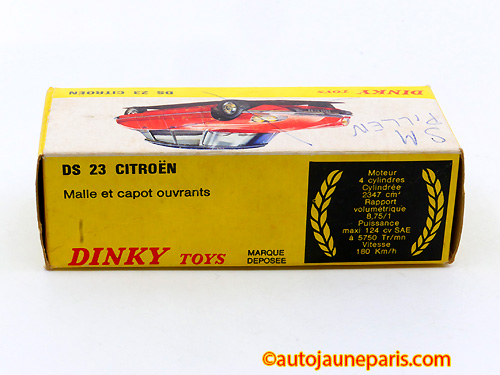 DS 23 CITROËN
DINKY TOYS
S M
PILLEN
DS 23 CITROËN
Malle et capot ouvrants
DINKY TOYS
MARQUE
DEPOSÉE
Moteur
4 cylindres
Cylindrée
2347 cm³
Rapport
volumétrique
8,75/1
Puissance
maxi 124 cv SAE
à 5750 Tr/mn
Vitesse
180 Km/h
©autojauneparis.com